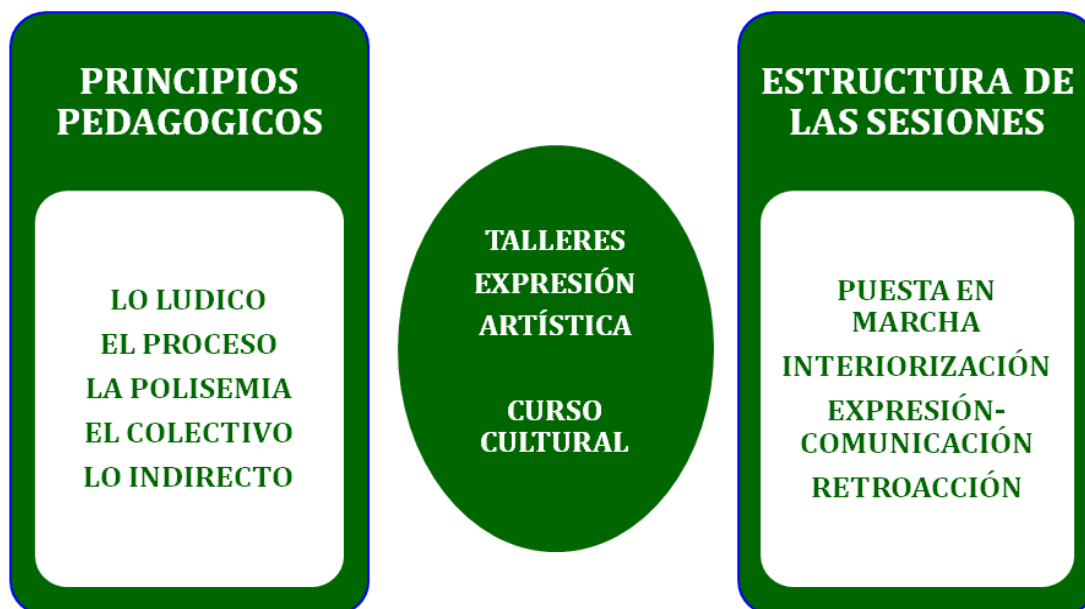 PRINCIPIOS
PEDAGOGICOS
LO LUDICO
EL PROCESO
LA POLISEMIA
EL COLECTIVO
LO INDIRECTO
TALLERES
EXPRESIÓN
ARTÍSTICA
CURSO
CULTURAL
ESTRUCTURA DE
LAS SESIONES
PUESTA EN
MARCHA
INTERIORIZACIÓN
EXPRESIÓN-
COMUNICACIÓN
RETROACCIÓN